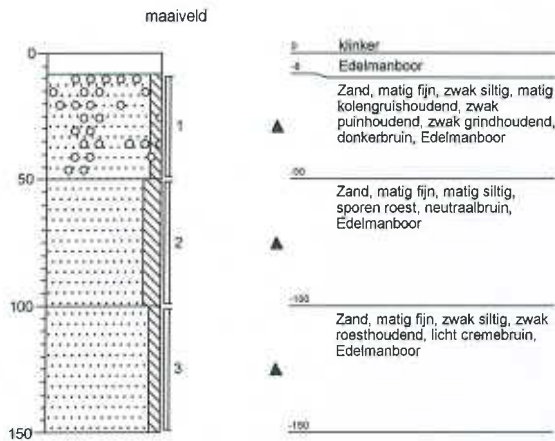 maaiveld
0
50
100
150
1
2
3
0
klinker
-8
Edelmanboor
Zand, matig fijn, zwak siltig, matig
kolengruishoudend, zwak
puinhoudend, zwak grindhoudend,
donkerbruin, Edelmanboor
-50
Zand, matig fijn, matig siltig,
sporen roest, neutraalbruin,
Edelmanboor
-100
Zand, matig fijn, zwak siltig, zwak
roesthoudend, licht cremebruin,
Edelmanboor
-150